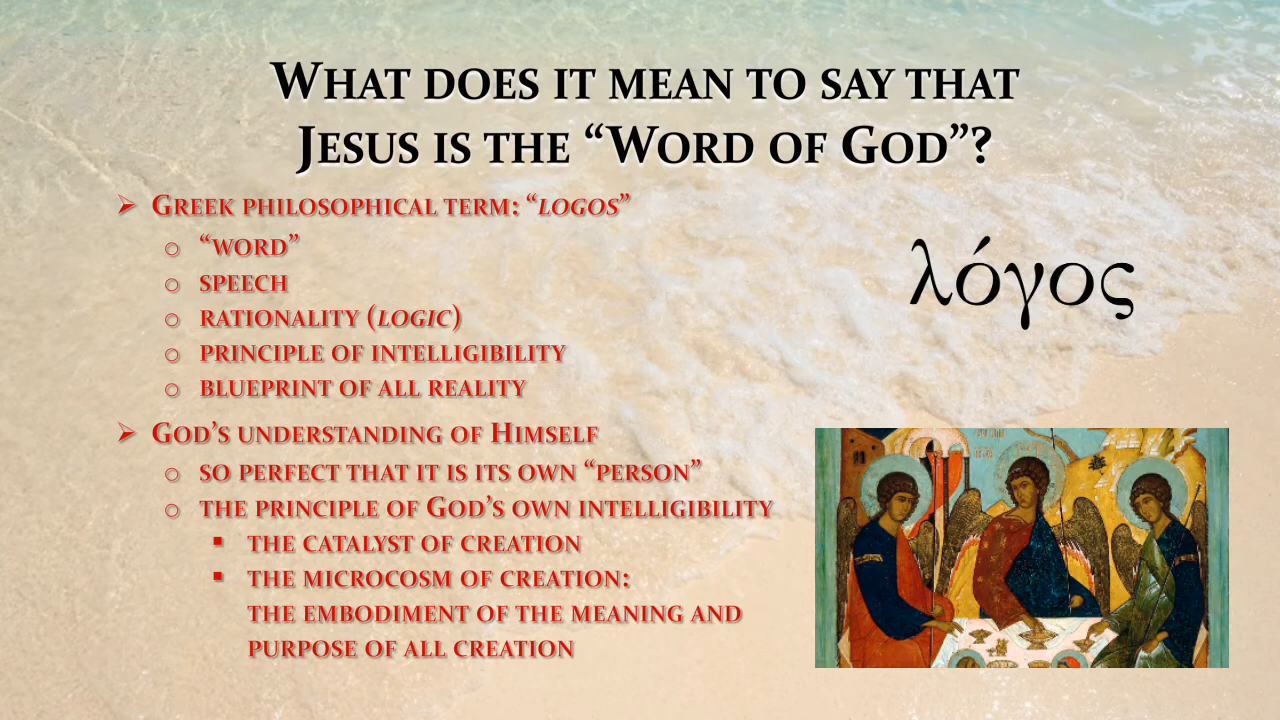 What does it mean to say that
Jesus is the “Word of God”?
Greek philosophical term: “logos”
“word”
speech
rationality (logic)
principle of intelligibility
blueprint of all reality
God’s understanding of Himself
so perfect that it is its own “person”
the principle of God’s own intelligibility
the catalyst of creation
the microcosm of creation:
the embodiment of the meaning and
purpose of all creation
λόγος